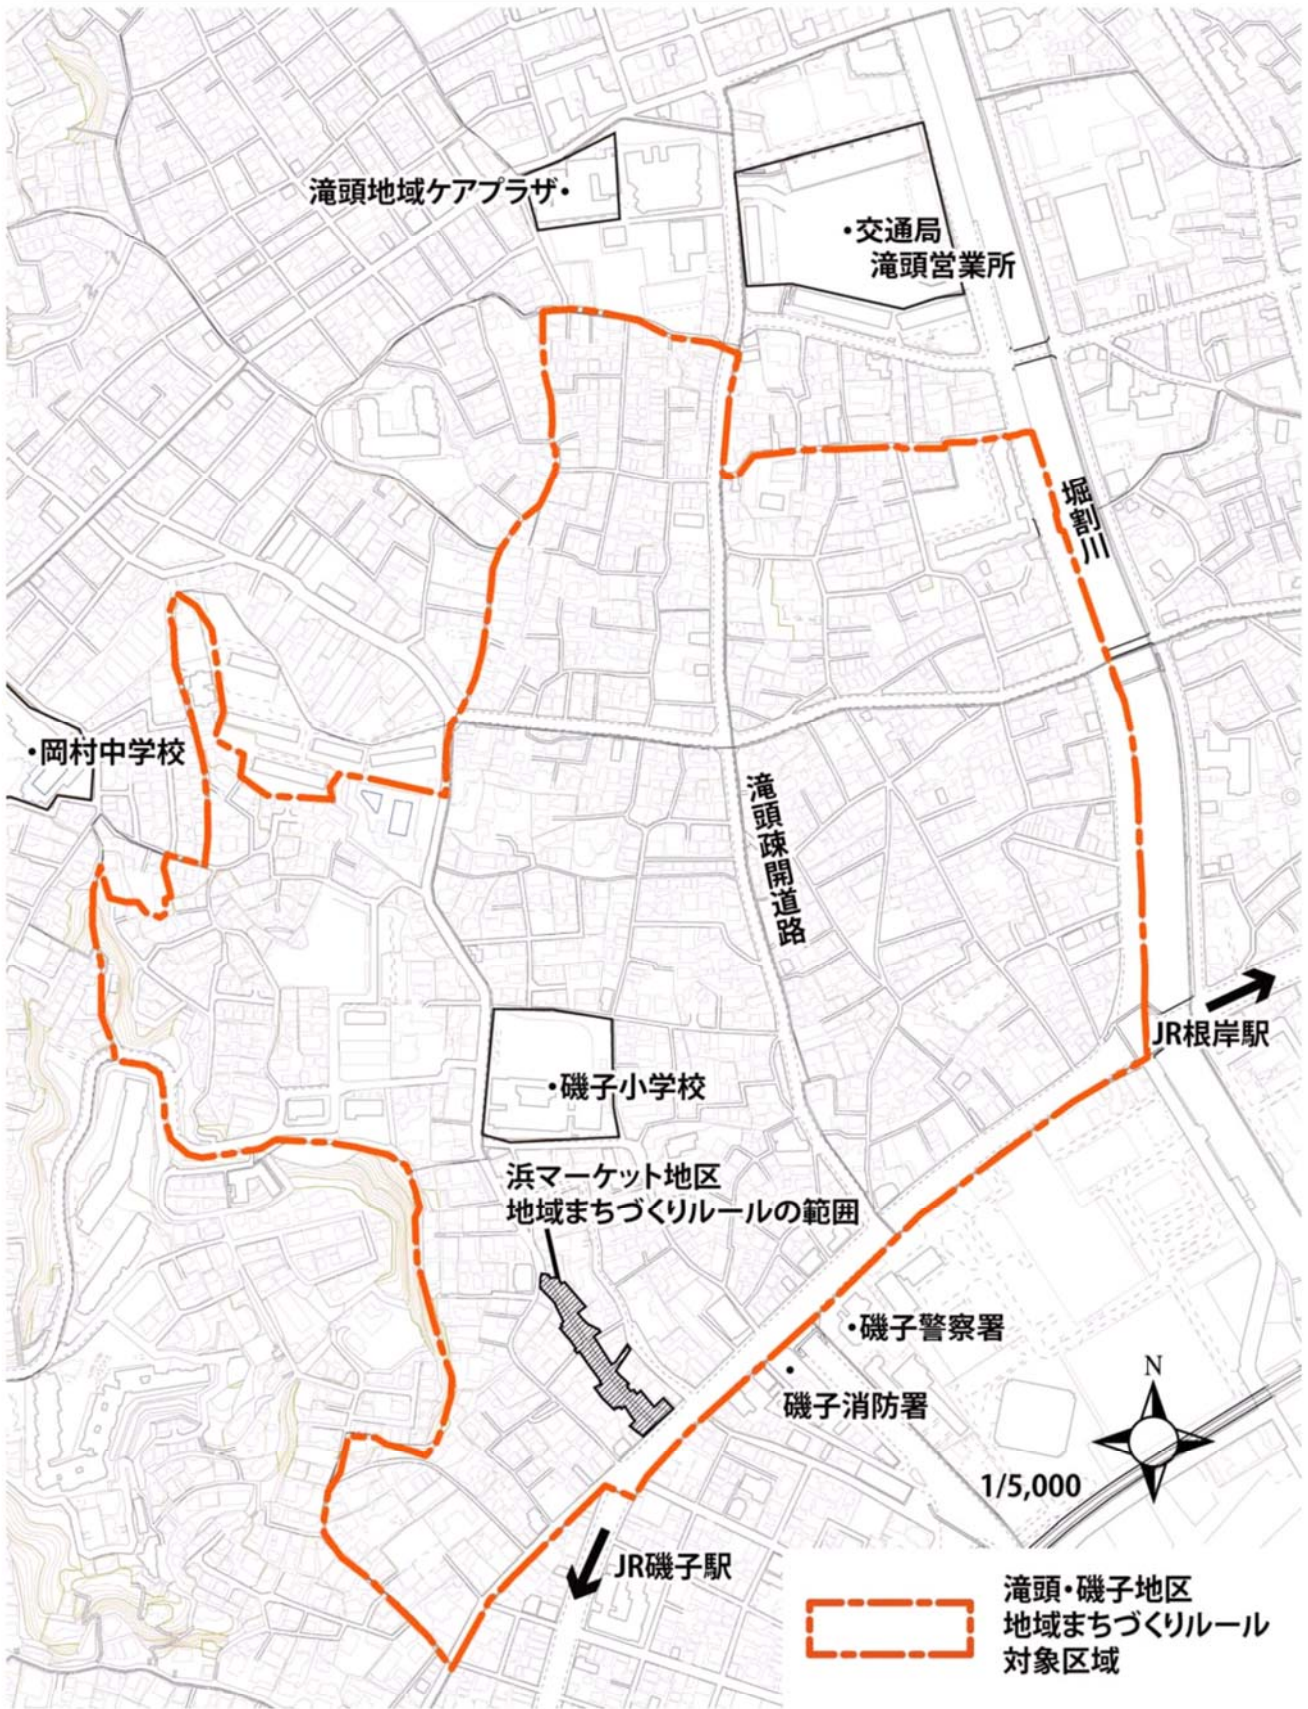 滝頭地域ケアプラザ・
・交通局
滝頭営業所
堀割川
・岡村中学校
滝頭疎開道路
JR根岸駅
・磯子小学校
浜マーケット地区
地域まちづくりルールの範囲
・磯子警察署
・
磯子消防署
N
1/5,000
JR磯子駅
滝頭・磯子地区
地域まちづくりルール
対象区域